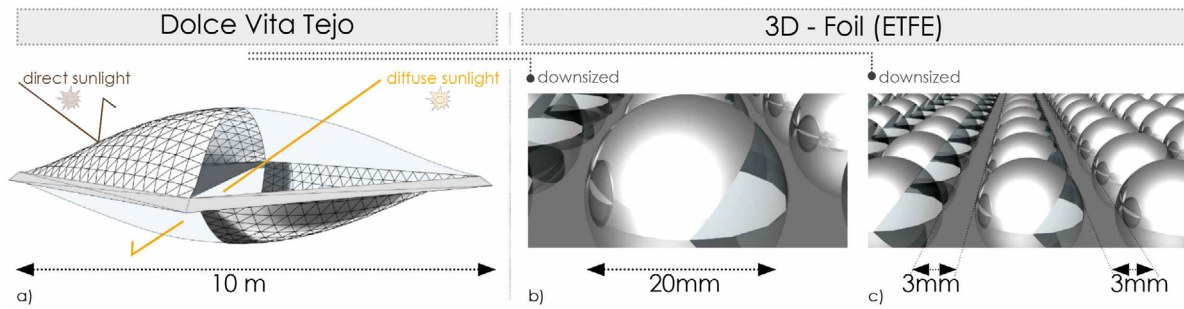 Dolce Vita Tejo
3D - Foil (ETFE)
direct sunlight
diffuse sunlight
downsized
downsized
10 m
20mm
3mm
3mm
a)
b)
c)